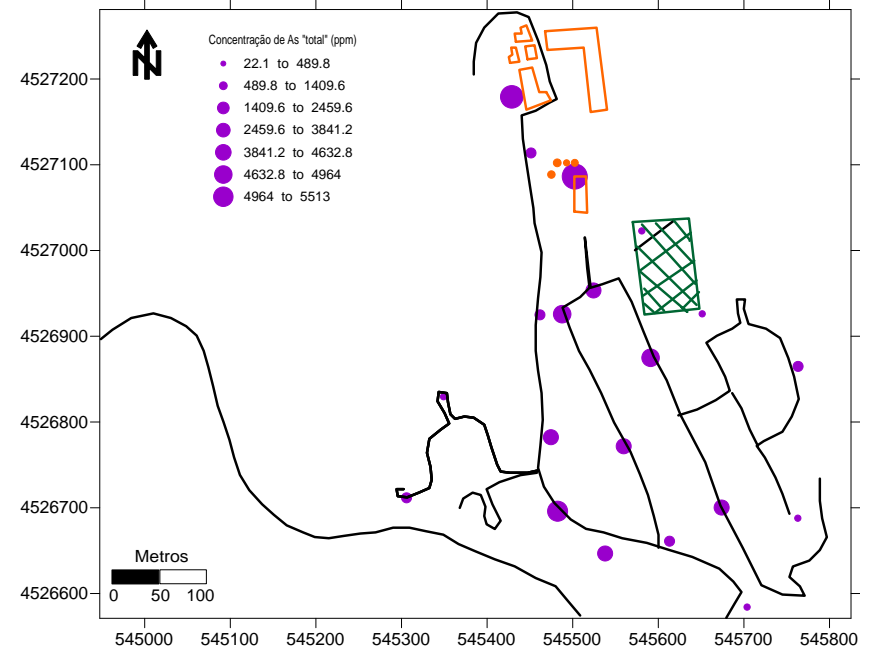 Concentração de As "total" (ppm)
22.1 to 489.8
489.8 to 1409.6
1409.6 to 2459.6
2459.6 to 3841.2
3841.2 to 4632.8
4632.8 to 4964
4964 to 5513
N
4527200
4527100
4527000
4526900
4526800
4526700
4526600
Metros
0 50 100
545000 545100 545200 545300 545400 545500 545600 545700 545800